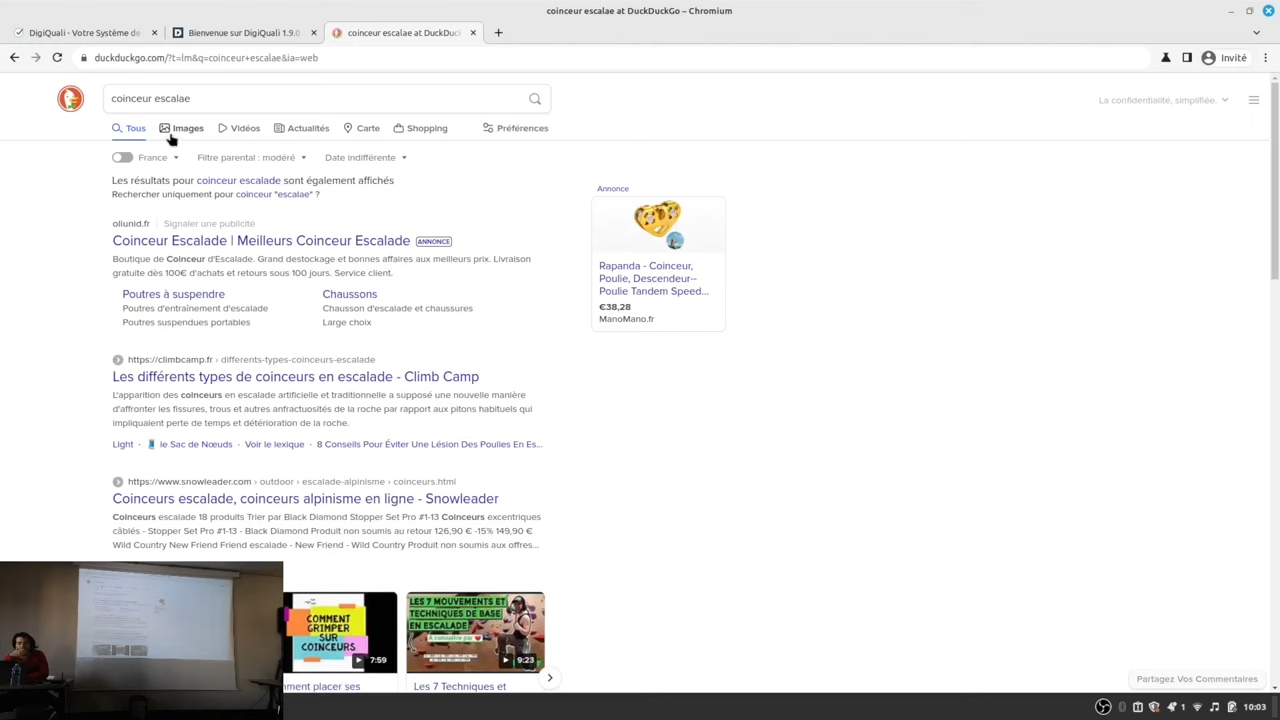 coinceur escalae at DuckDuckGo – Chromium
DigiQuali - Votre Système de
Bienvenue sur DigiQuali 1.9.0
coinceur escalae at DuckDuc
duckduckgo.com/?t=lm&q=coinceur+escalae&ia=web
Invité
coinceur escalae
La confidentialité, simplifiée.
Tous
Images
Vidéos
Actualités
Carte
Shopping
Préférences
France
Filtre parental : modéré
Date indifférente
Les résultats pour coinceur escalade sont également affichés
Rechercher uniquement pour coinceur "escalae" ?
Annonce
oliunid.fr
Signaler une publicité
Coinceur Escalade | Meilleurs Coinceur Escalade ANNONCE
Boutique de Coinceur d'Escalade. Grand destockage et bonnes affaires aux meilleurs prix. Livraison
gratuite dès 100€ d'achats et retours sous 100 jours. Service client.
Poutres à suspendre
Poutres d'entraînement d'escalade
Poutres suspendues portables
Chaussons
Chausson d'escalade et chaussures
Large choix
Rapanda - Coinceur,
Poulie, Descendeur--
Poulie Tandem Speed...
€38,28
ManoMano.fr
https://climbcamp.fr › differents-types-coinceurs-escalade
Les différents types de coinceurs en escalade - Climb Camp
L'apparition des coinceurs en escalade artificielle et traditionnelle a supposé une nouvelle manière
d'affronter les fissures, trous et autres anfractuosités de la roche par rapport aux pitons habituels qui
impliquaient perte de temps et détérioration de la roche.
Light · le Sac de Nœuds · Voir le lexique · 8 Conseils Pour Éviter Une Lésion Des Poulies En Es...
https://www.snowleader.com › outdoor › escalade-alpinisme › coinceurs.html
Coinceurs escalade, coinceurs alpinisme en ligne - Snowleader
Coinceurs escalade 18 produits Trier par Black Diamond Stopper Set Pro #1-13 Coinceurs excentriques
câblés - Stopper Set Pro #1-13 - Black Diamond Produit non soumis au retour 126,90 € -15% 149,90 €
Wild Country New Friend Friend escalade - New Friend - Wild Country Produit non soumis aux offres...
COMMENT
GRIMPER
SUR
COINCEURS
7:59
mment placer ses
LES 7 MOUVEMENTS ET
TECHNIQUES DE BASE
EN ESCALADE
À connaître par
9:23
Les 7 Techniques et
Partagez Vos Commentaires
1
10:03